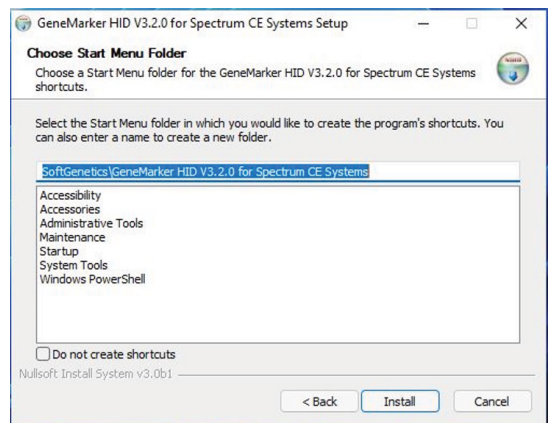 GeneMarker HID V3.2.0 for Spectrum CE Systems Setup
Choose Start Menu Folder
Choose a Start Menu folder for the GeneMarker HID V3.2.0 for Spectrum CE Systems
shortcuts.
Select the Start Menu folder in which you would like to create the program's shortcuts. You
can also enter a name to create a new folder.
SoftGenetics\GeneMarker HID V3.2.0 for Spectrum CE Systems
Accessibility
Accessories
Administrative Tools
Maintenance
Startup
System Tools
Windows PowerShell
Do not create shortcuts
Nullsoft Install System v3.0b1
< Back
Install
Cancel